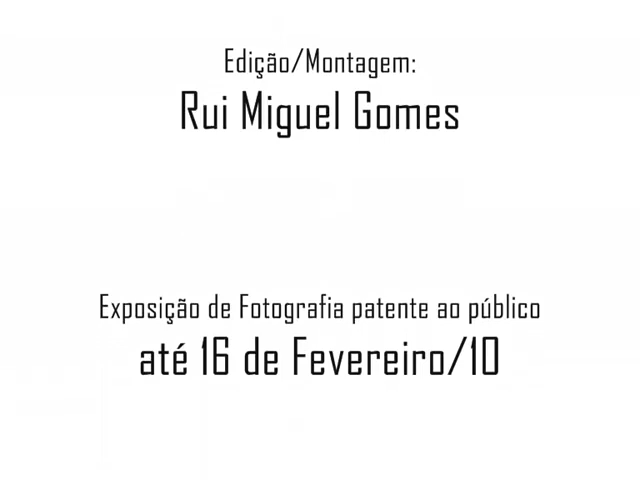 Edição/Montagem:
Rui Miguel Gomes
Exposição de Fotografia patente ao público
até 16 de Fevereiro/10